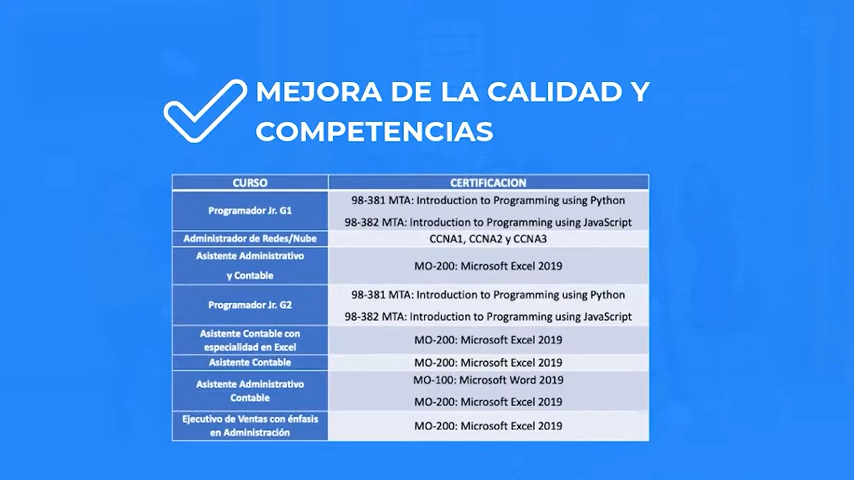 MEJORA DE LA CALIDAD Y
COMPETENCIAS
CURSO CERTIFICACION
Programador Jr. G1
98-381 MTA: Introduction to Programming using Python
98-382 MTA: Introduction to Programming using JavaScript
Administrador de Redes/Nube
CCNA1, CCNA2 y CCNA3
Asistente Administrativo
y Contable
MO-200: Microsoft Excel 2019
Programador Jr. G2
98-381 MTA: Introduction to Programming using Python
98-382 MTA: Introduction to Programming using JavaScript
Asistente Contable con
especialidad en Excel
MO-200: Microsoft Excel 2019
Asistente Contable
MO-200: Microsoft Excel 2019
Asistente Administrativo
Contable
MO-100: Microsoft Word 2019
MO-200: Microsoft Excel 2019
Ejecutivo de Ventas con énfasis
en Administración
MO-200: Microsoft Excel 2019